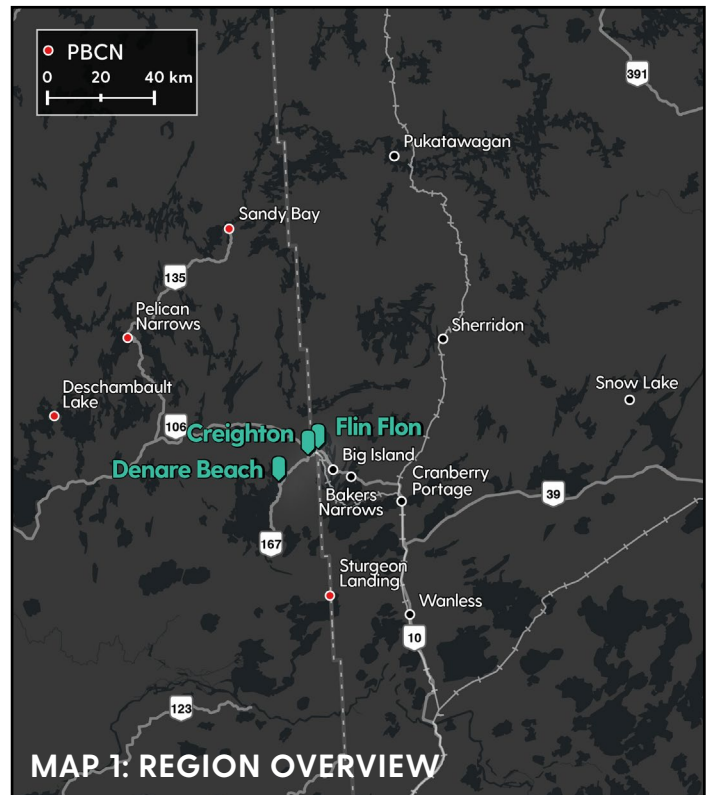 PBCN
0 20 40 km
391
Pukatawagan
Sandy Bay
135
Pelican
Narrows
Sherridon
Deschambault
Lake
Snow Lake
106
Creighton
Flin Flon
Big Island
Denare Beach
Cranberry
Portage
Bakers
Narrows
39
167
Sturgeon
Landing
Wanless
10
123
MAP 1: REGION OVERVIEW